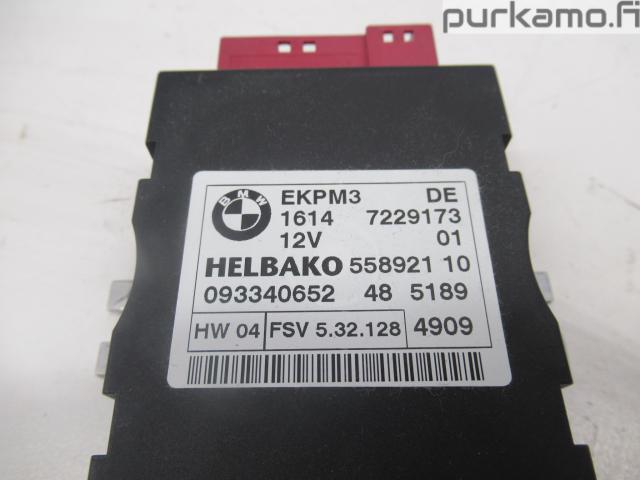 purkamo.fi
BMW
EKPM3 DE
1614 7229173
12V 01
HELBAKO 558921 10
093340652 48 5189
HW 04 FSV 5.32.128 4909